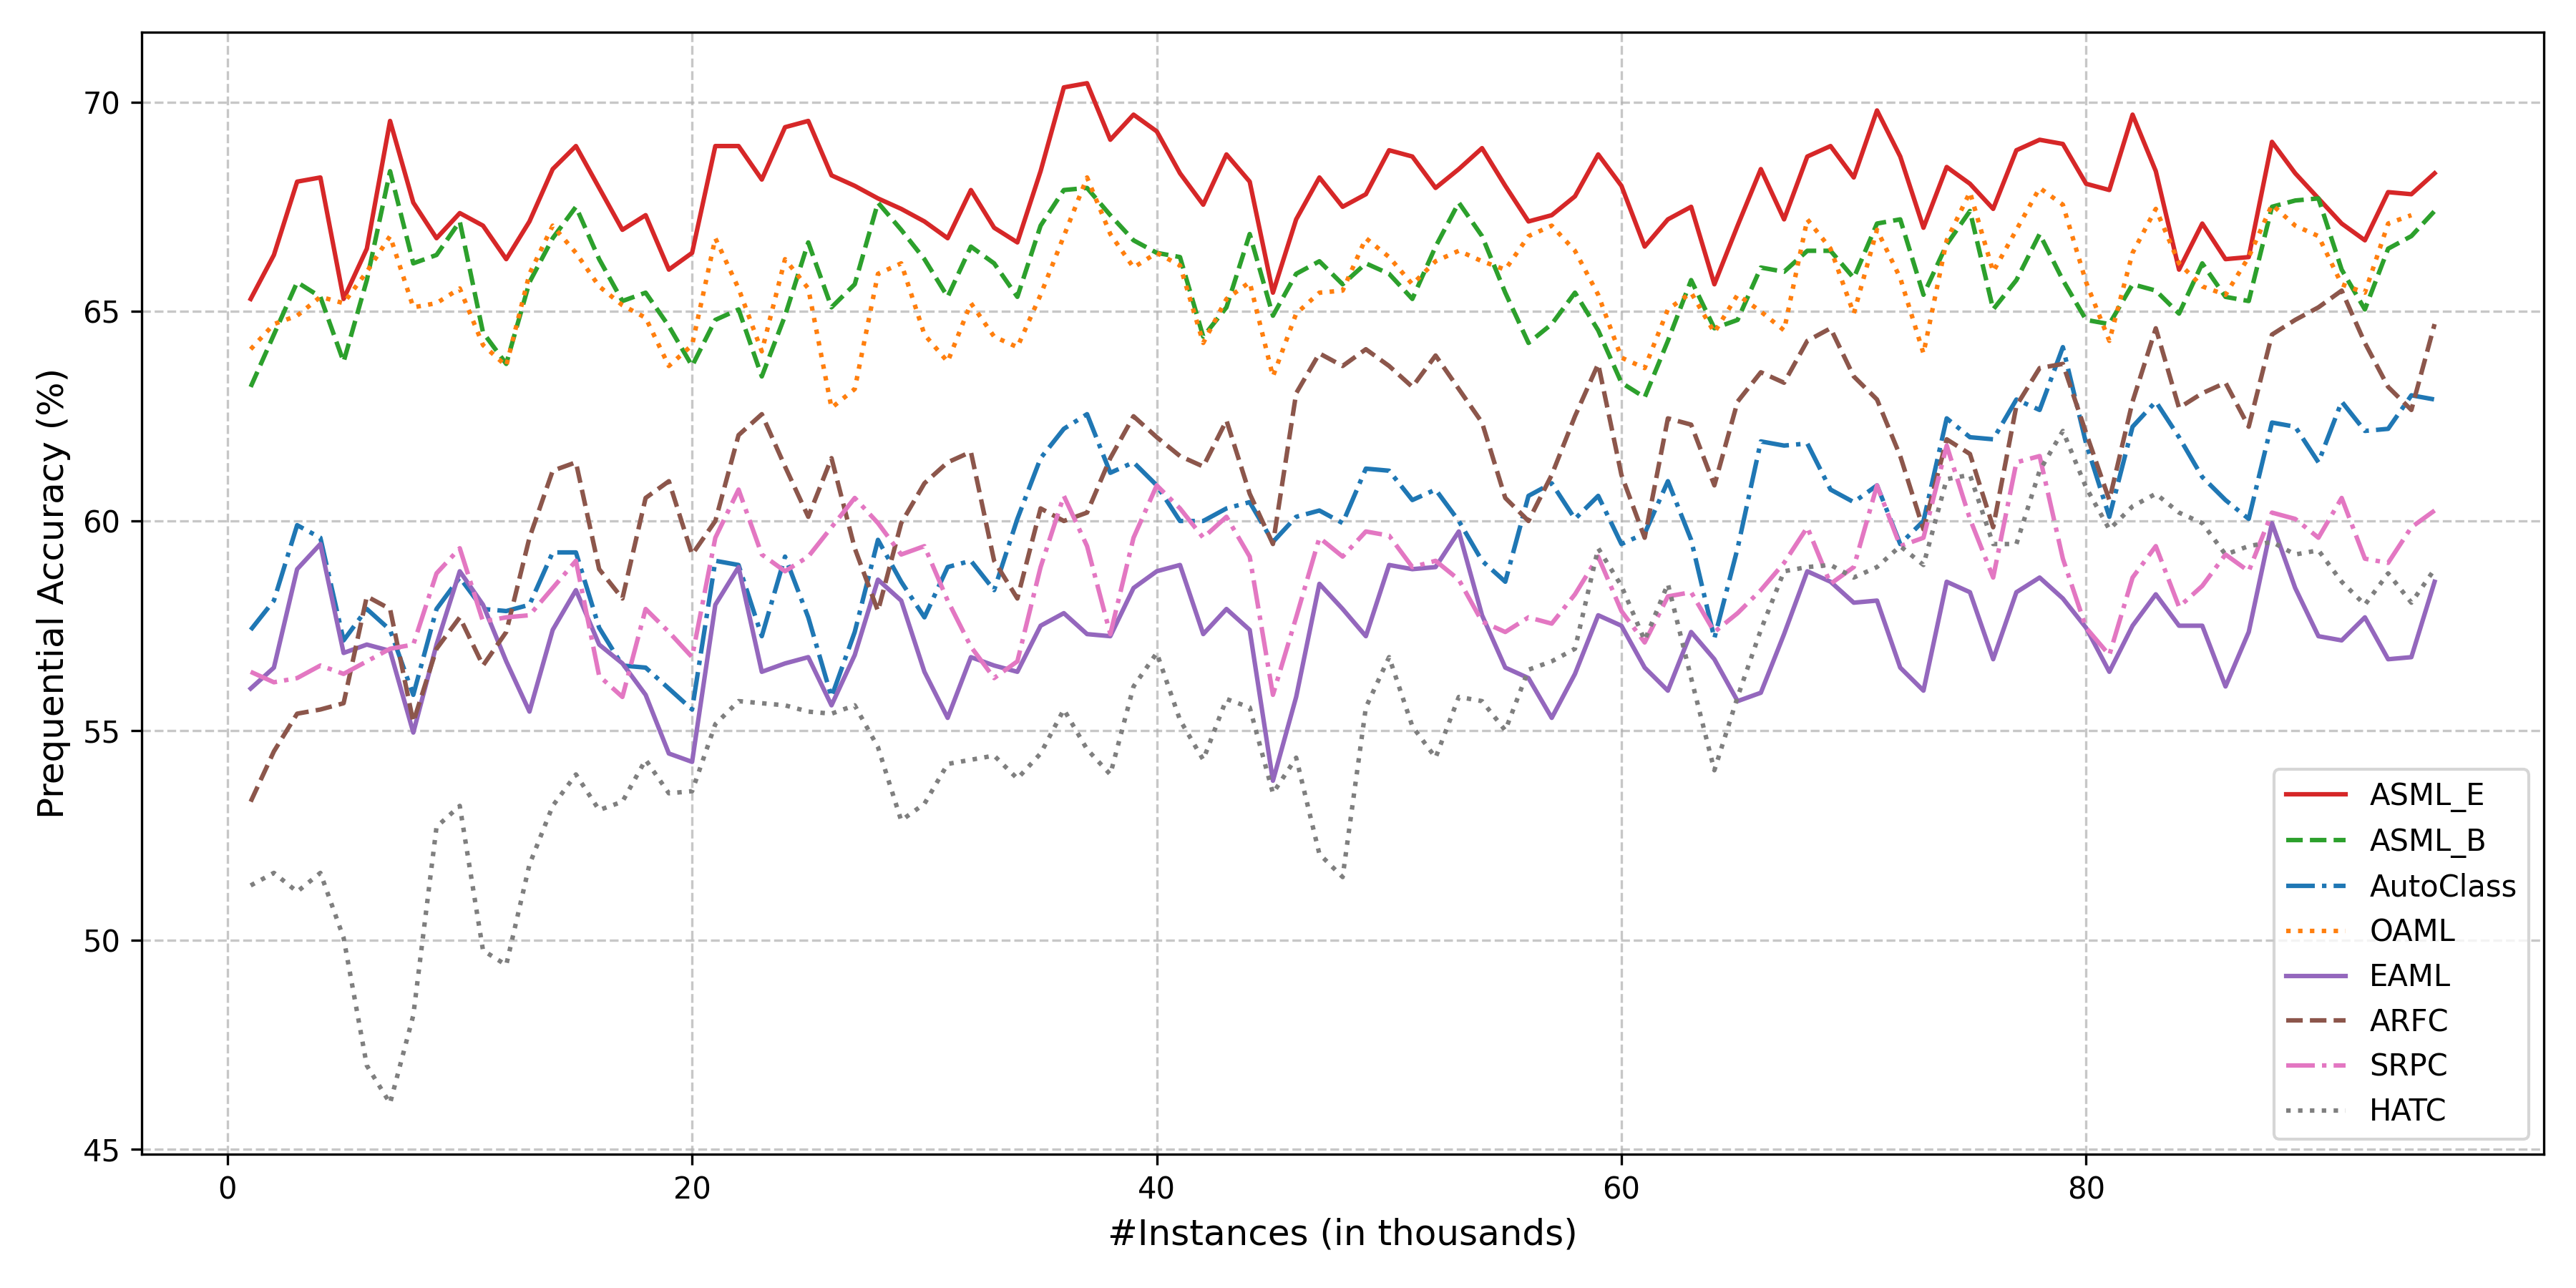 70
65
60
55
50
45
Prequential Accuracy (%)
0 20 40 60 80
#Instances (in thousands)
ASML_E
ASML_B
AutoClass
OAML
EAML
ARFC
SRPC
HATC